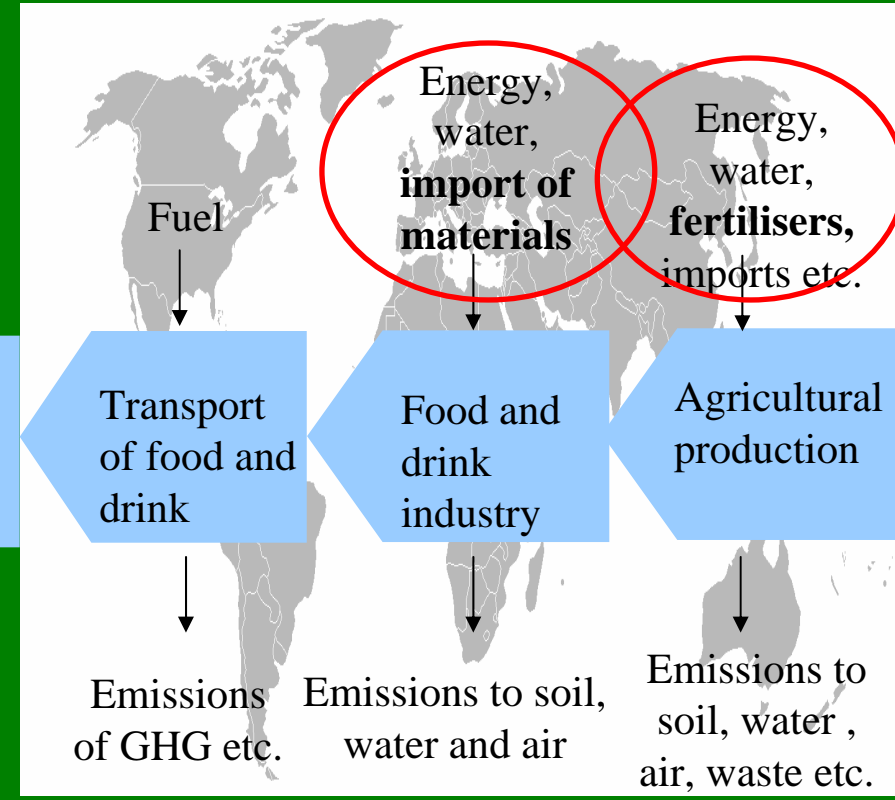 Fuel
Energy,
water,
import of
materials
Energy,
water,
fertilisers,
imports etc.
Transport
of food and
drink
Food and
drink
industry
Agricultural
production
Emissions
of GHG etc.
Emissions to soil,
water and air
Emissions to
soil, water ,
air, waste etc.